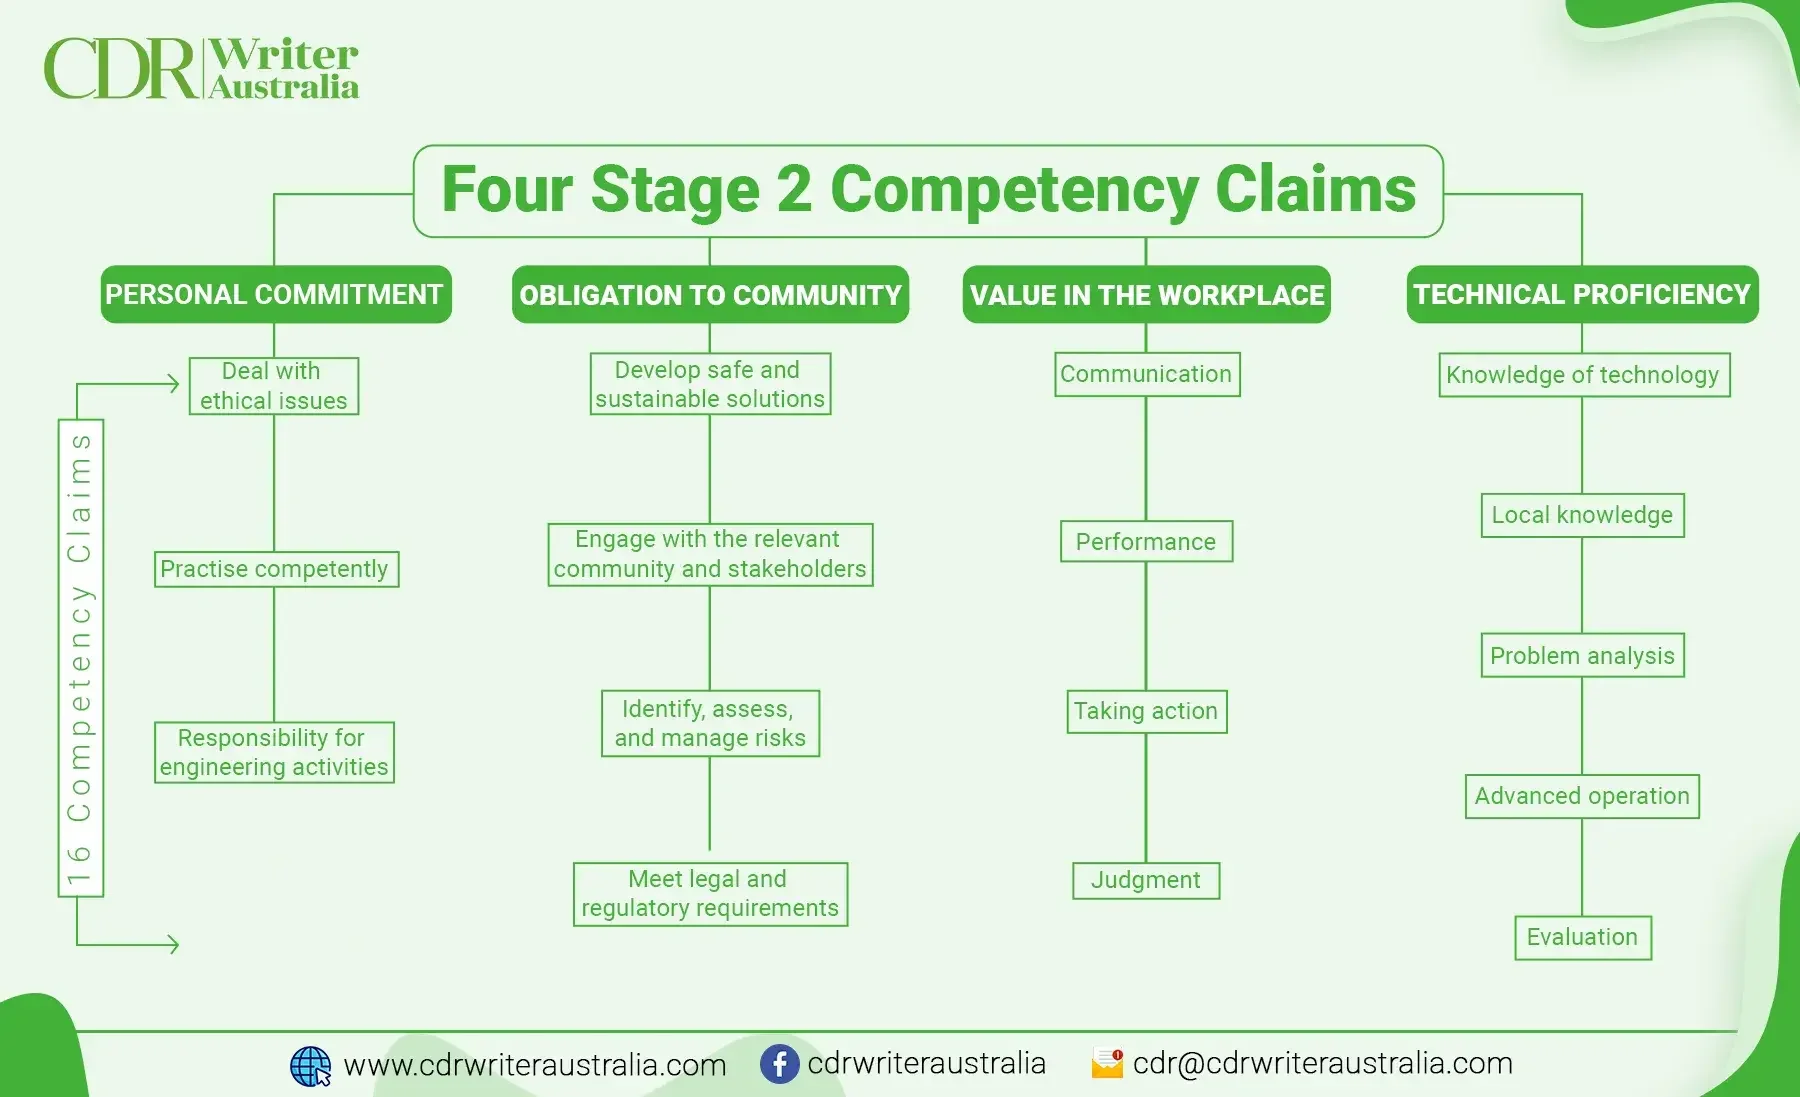 CDR Writer
Australia
Four Stage 2 Competency Claims
PERSONAL COMMITMENT
Deal with
ethical issues
Practise competently
Responsibility for
engineering activities
OBLIGATION TO COMMUNITY
Develop safe and
sustainable solutions
Engage with the relevant
community and stakeholders
Identify, assess,
and manage risks
Meet legal and
regulatory requirements
VALUE IN THE WORKPLACE
Communication
Performance
Taking action
Judgment
TECHNICAL PROFICIENCY
Knowledge of technology
Local knowledge
Problem analysis
Advanced operation
Evaluation
16 Competency Claims
www.cdrwriteraustralia.com
cdrwriteraustralia
cdr@cdrwriteraustralia.com